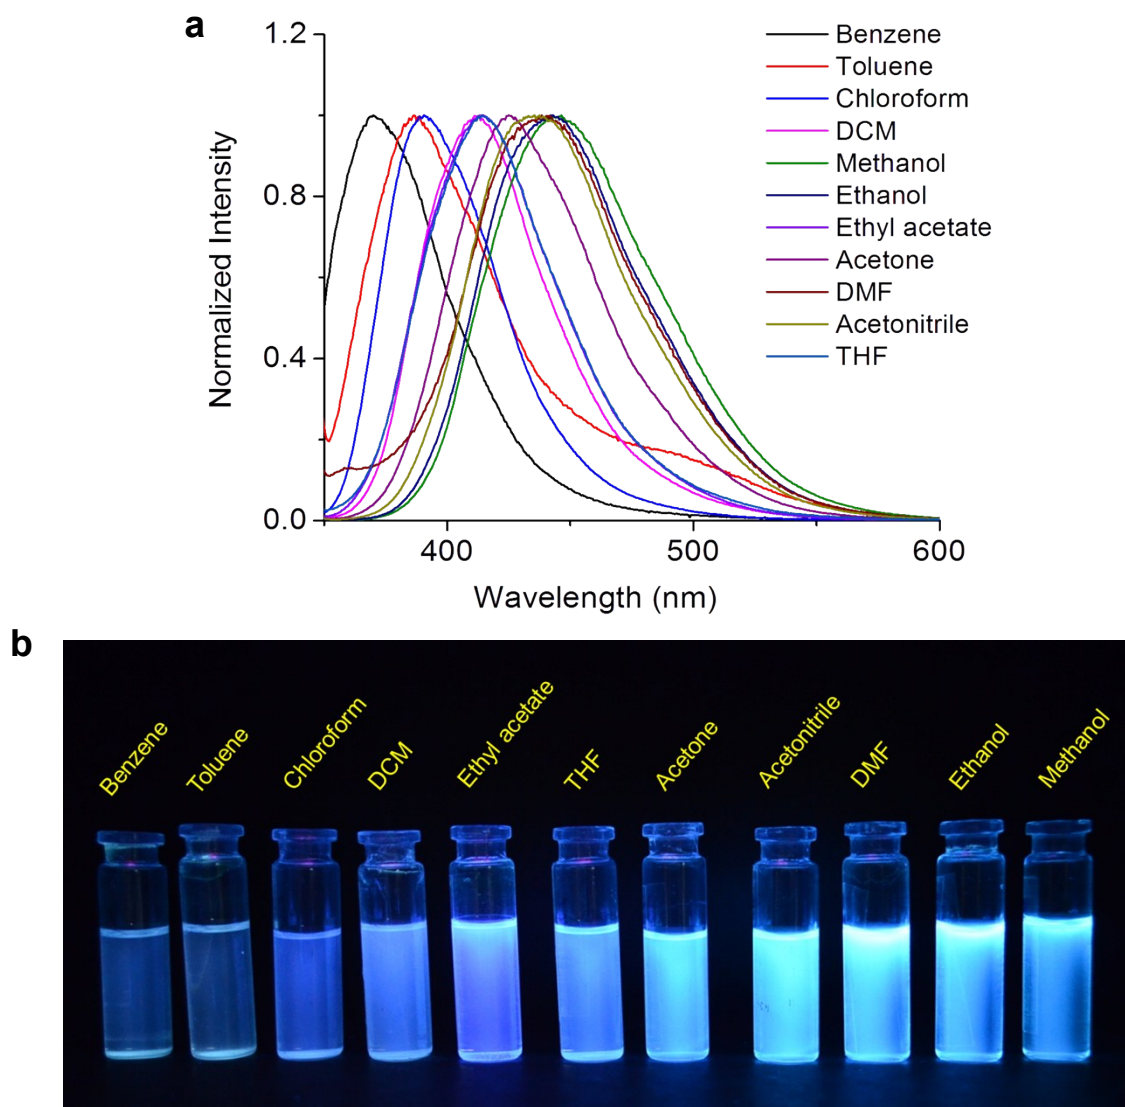 a
1.2
0.8
0.4
0.0
Normalized Intensity
400
500
600
Wavelength (nm)
Benzene
Toluene
Chloroform
DCM
Methanol
Ethanol
Ethyl acetate
Acetone
DMF
Acetonitrile
THF
b
Benzene
Toluene
Chloroform
DCM
Ethyl acetate
THF
Acetone
Acetonitrile
DMF
Ethanol
Methanol